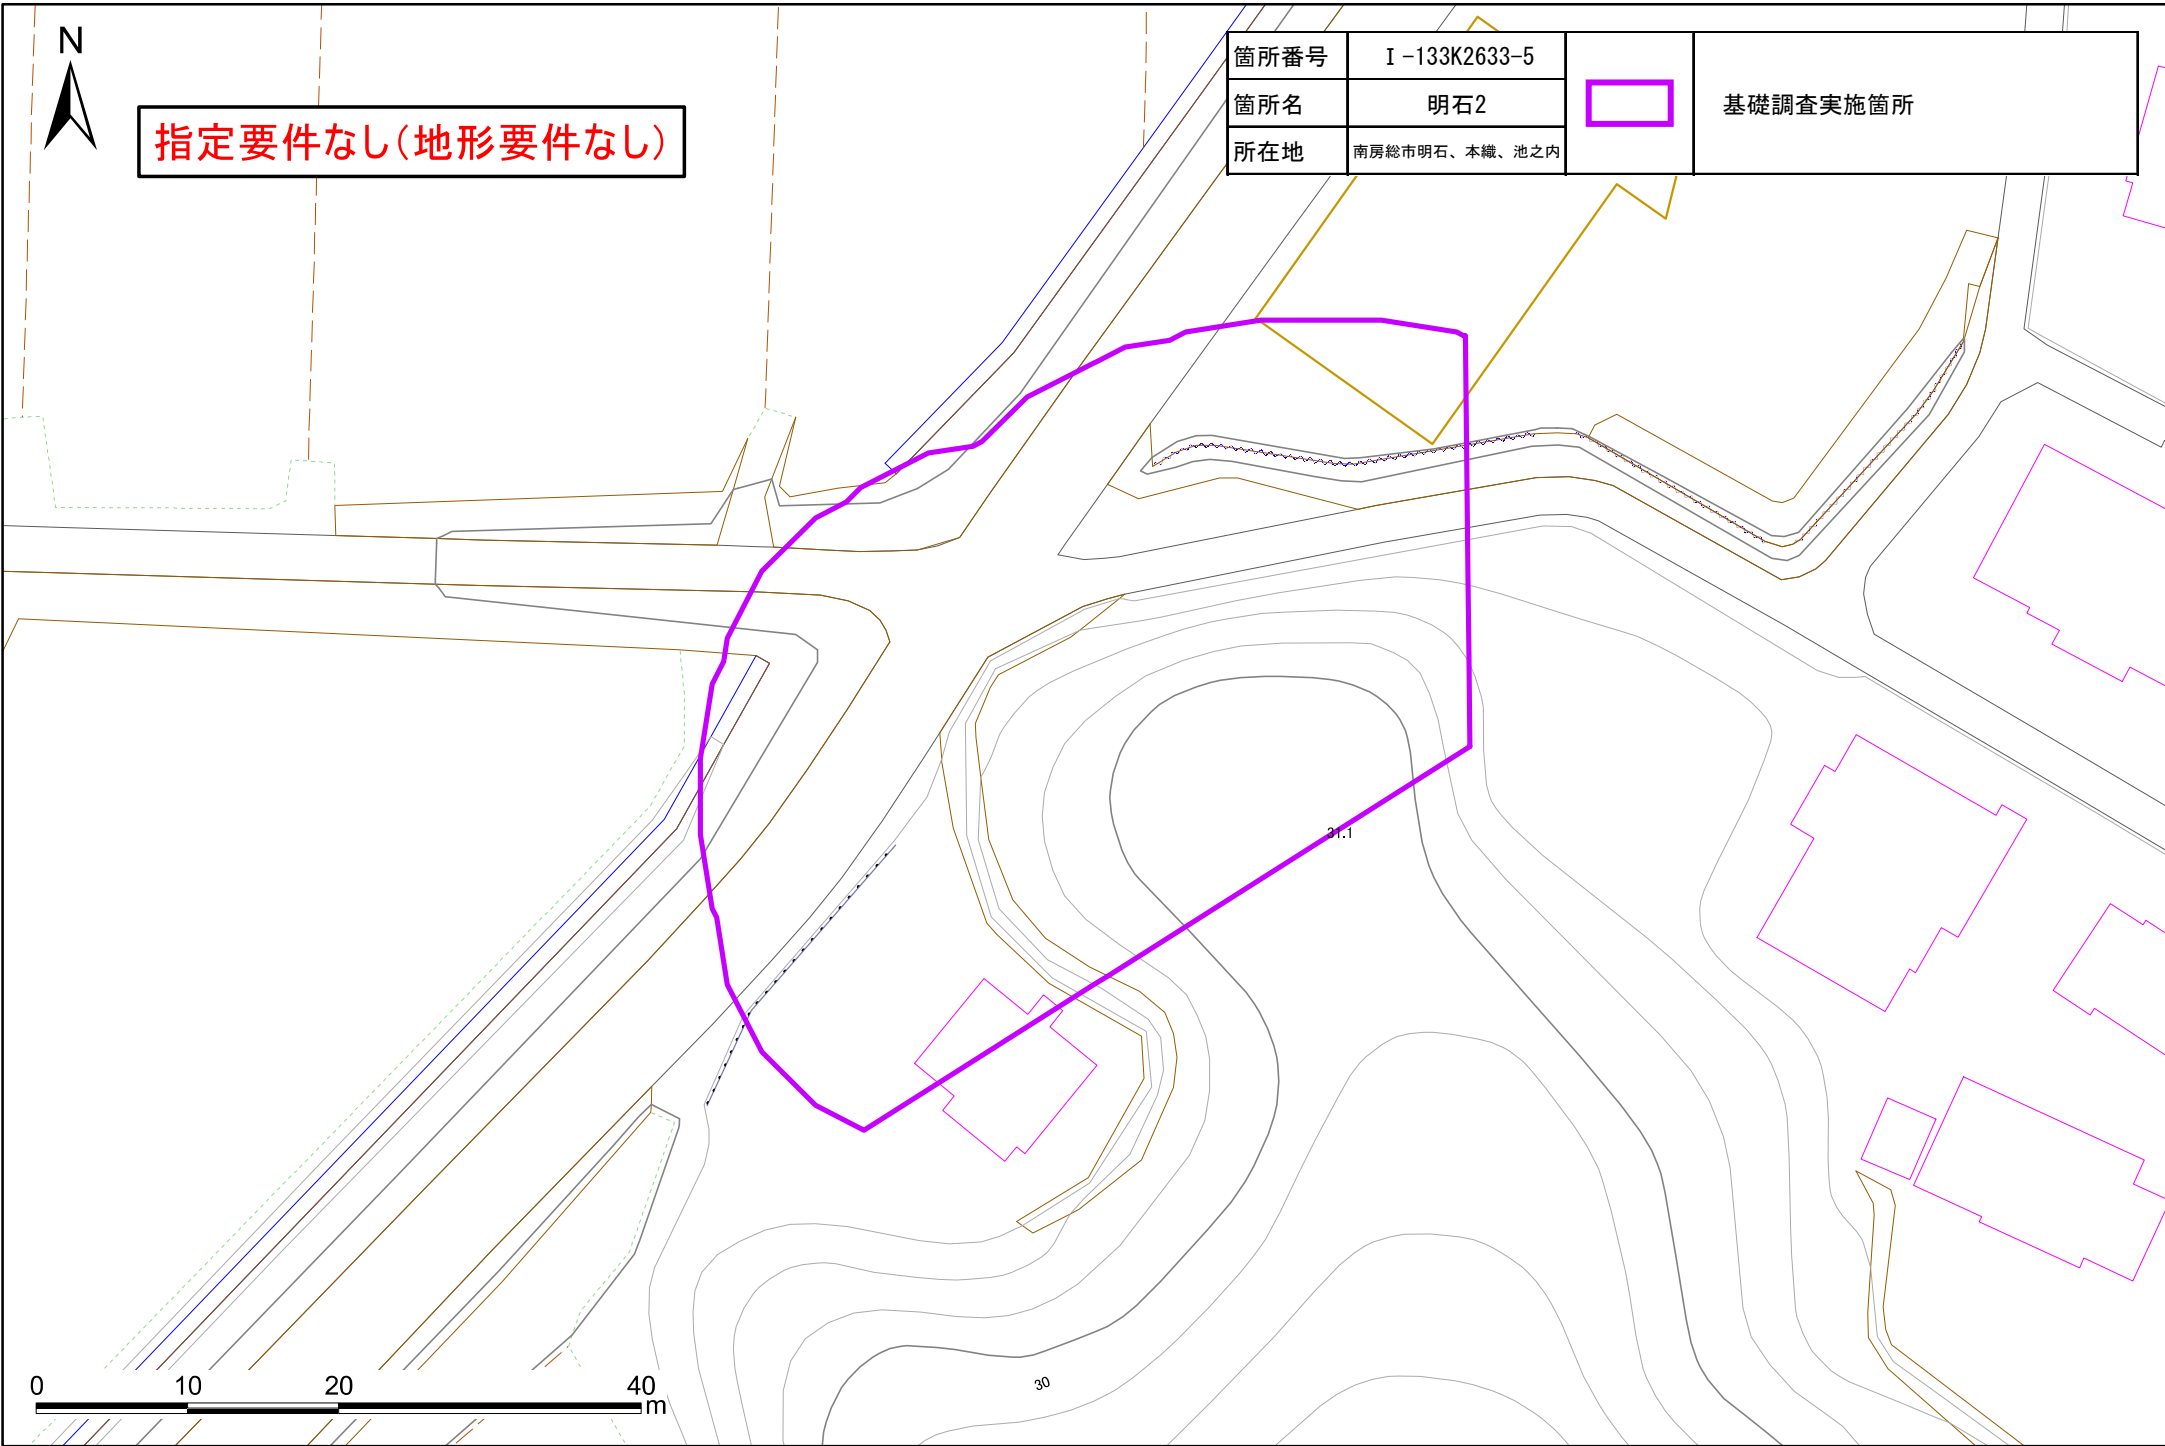 N
指定要件なし(地形要件なし)
箇所番号 Ⅰ-133K2633-5
箇所名 明石2
所在地 南房総市明石、本織、池之内
基礎調査実施箇所
31.1
30
0 10 20 40
m